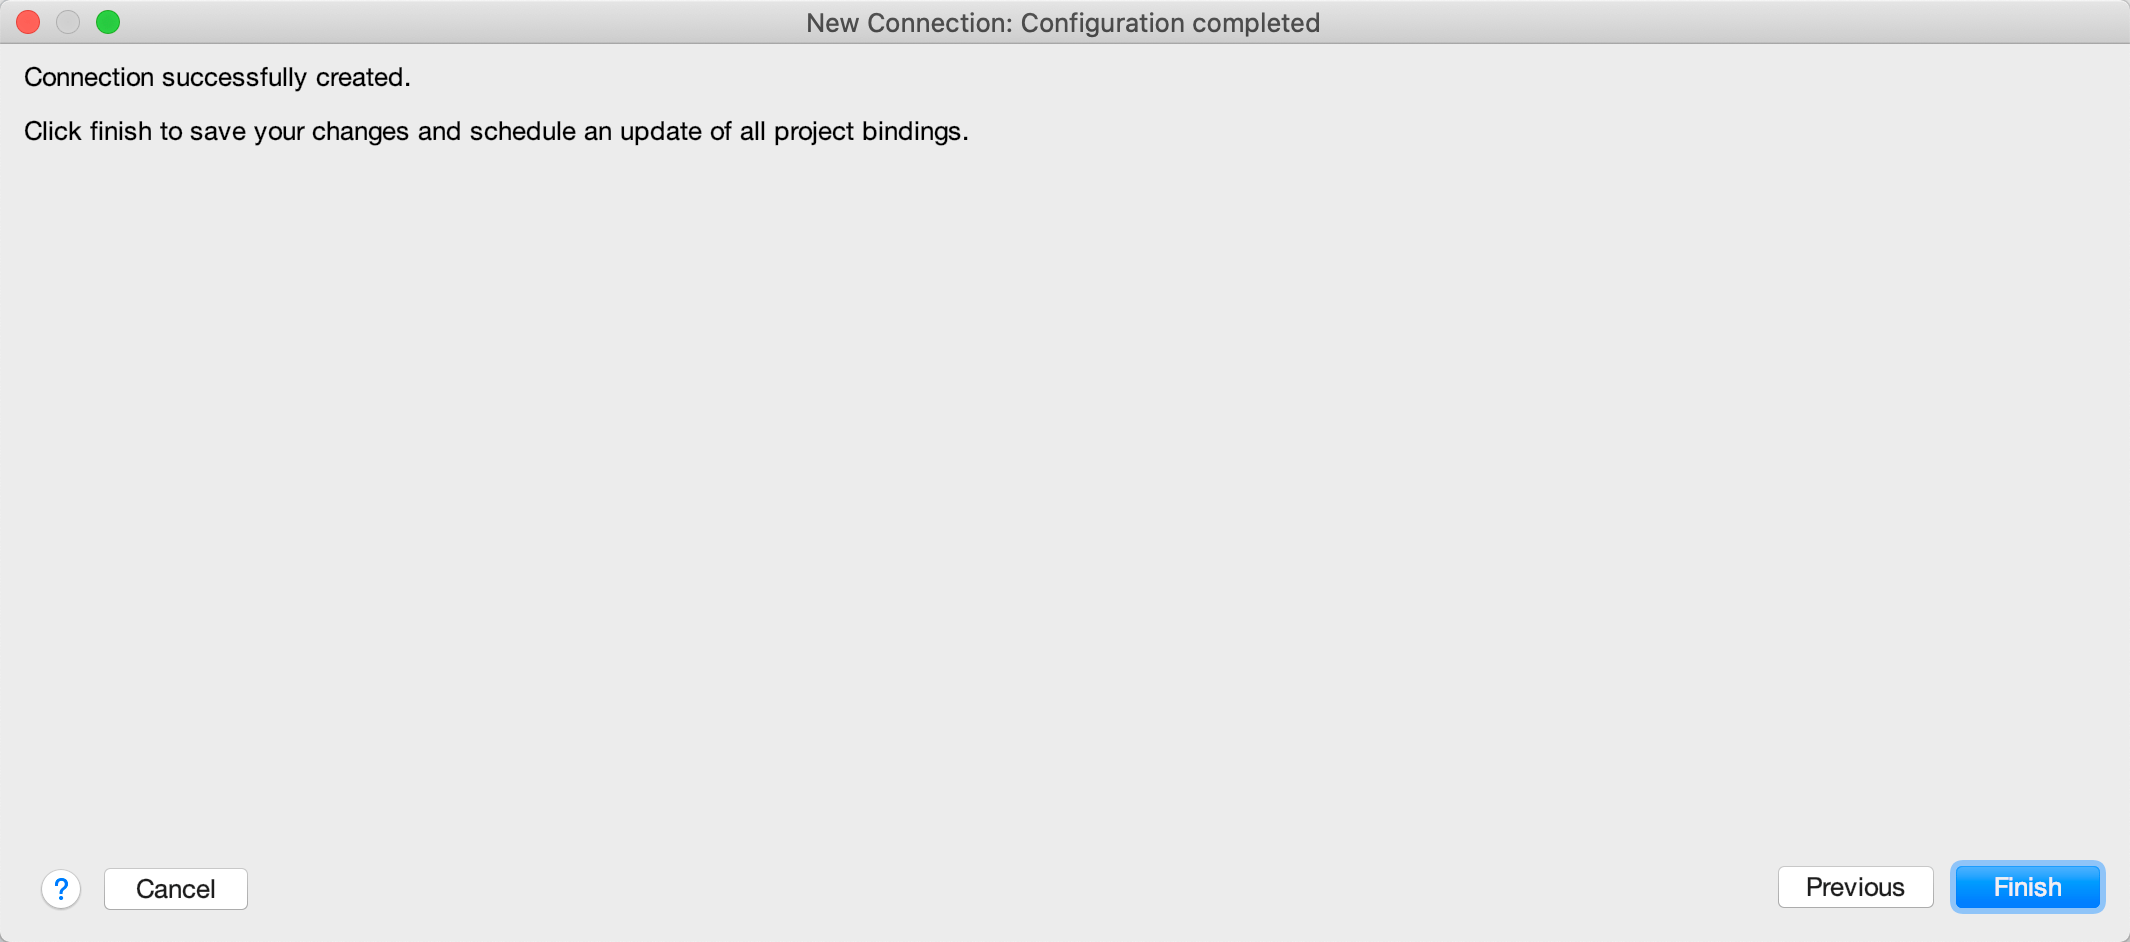 New Connection: Configuration completed
Connection successfully created.
Click finish to save your changes and schedule an update of all project bindings.
?
Cancel
Previous
Finish